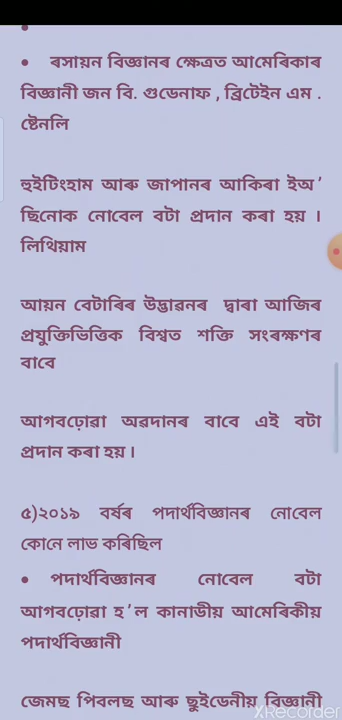 • ৰসায়ন বিজ্ঞানৰ ক্ষেত্ৰত আমেৰিকাৰ
বিজ্ঞানী জন বি. গুডেনাফ , ব্ৰিটেইন এম .
ষ্টেনলি
হুইটিংহাম আৰু জাপানৰ আকিৰা ইঅ'
ছিনোক নোবেল বটা প্ৰদান কৰা হয় ।
লিথিয়াম
আয়ন বেটাৰিৰ উদ্ভাৱনৰ দ্বাৰা আজিৰ
প্ৰযুক্তিভিত্তিক বিশ্বত শক্তি সংৰক্ষণৰ
বাবে
আগবঢ়োৱা অৱদানৰ বাবে এই বটা
প্ৰদান কৰা হয় ।
৫)২০১৯ বৰ্ষৰ পদাৰ্থবিজ্ঞানৰ নোবেল
কোনে লাভ কৰিছিল
• পদাৰ্থবিজ্ঞানৰ নোবেল বটা
আগবঢ়োৱা হ'ল কানাডীয় আমেৰিকীয়
পদাৰ্থবিজ্ঞানী
জেমছ পিবলছ আৰু ছুইডেনীয় বিজ্ঞানী
XRecorder